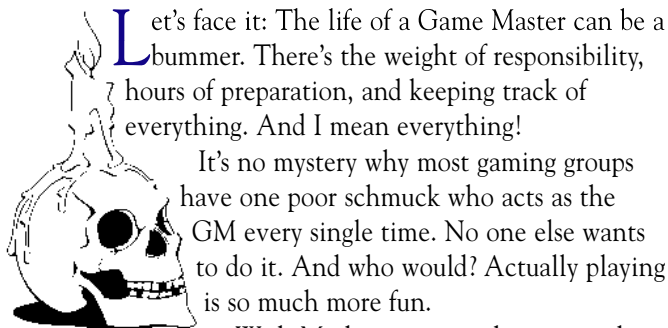 Let's face it: The life of a Game Master can be a
bummer. There's the weight of responsibility,
hours of preparation, and keeping track of
everything. And I mean everything!
It's no mystery why most gaming groups
have one poor schmuck who acts as the
GM every single time. No one else wants
to do it. And who would? Actually playing
is so much more fun.